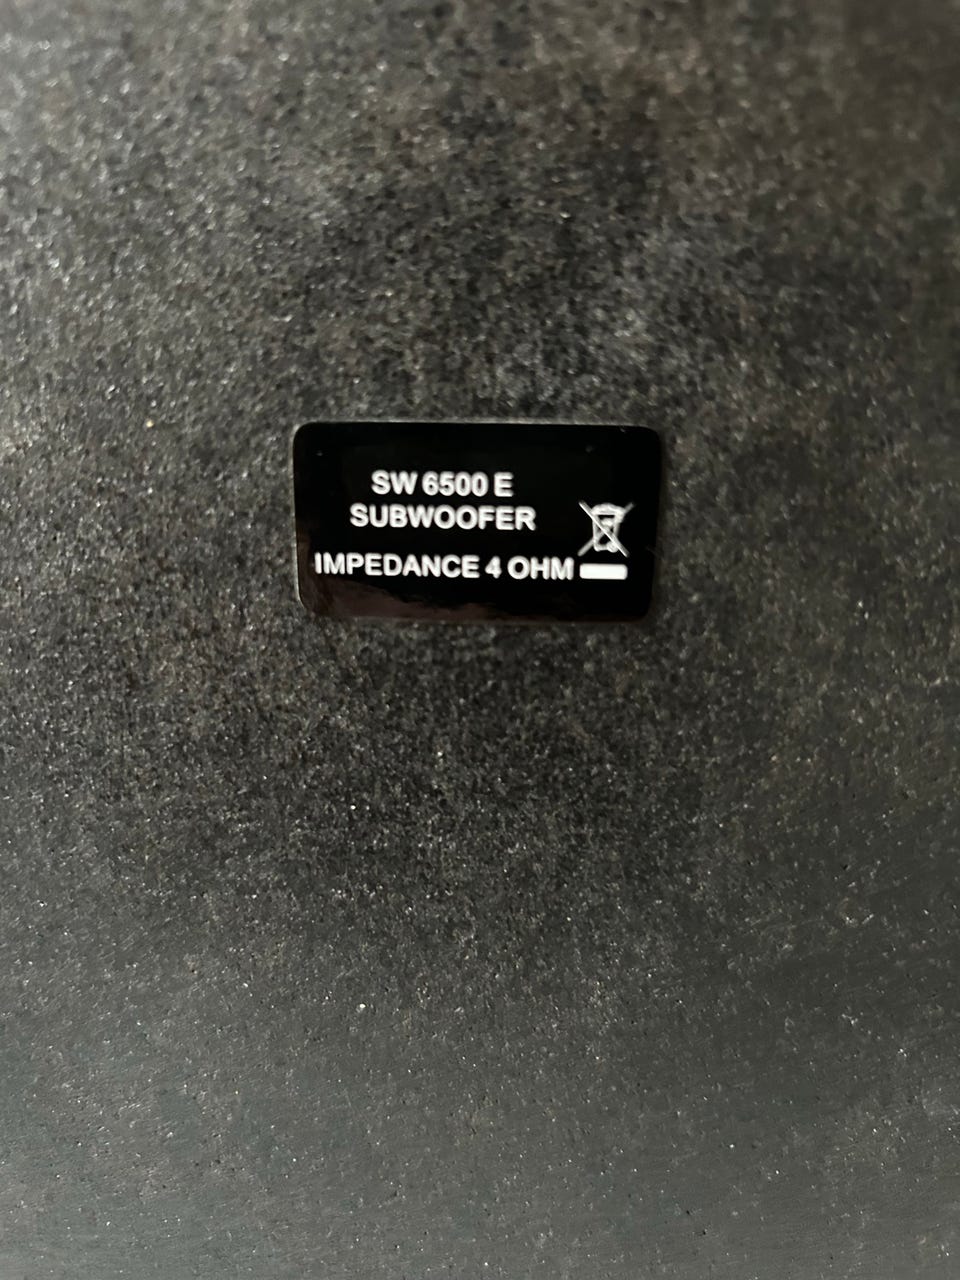 SW 6500 E
SUBWOOFER
IMPEDANCE 4 OHM